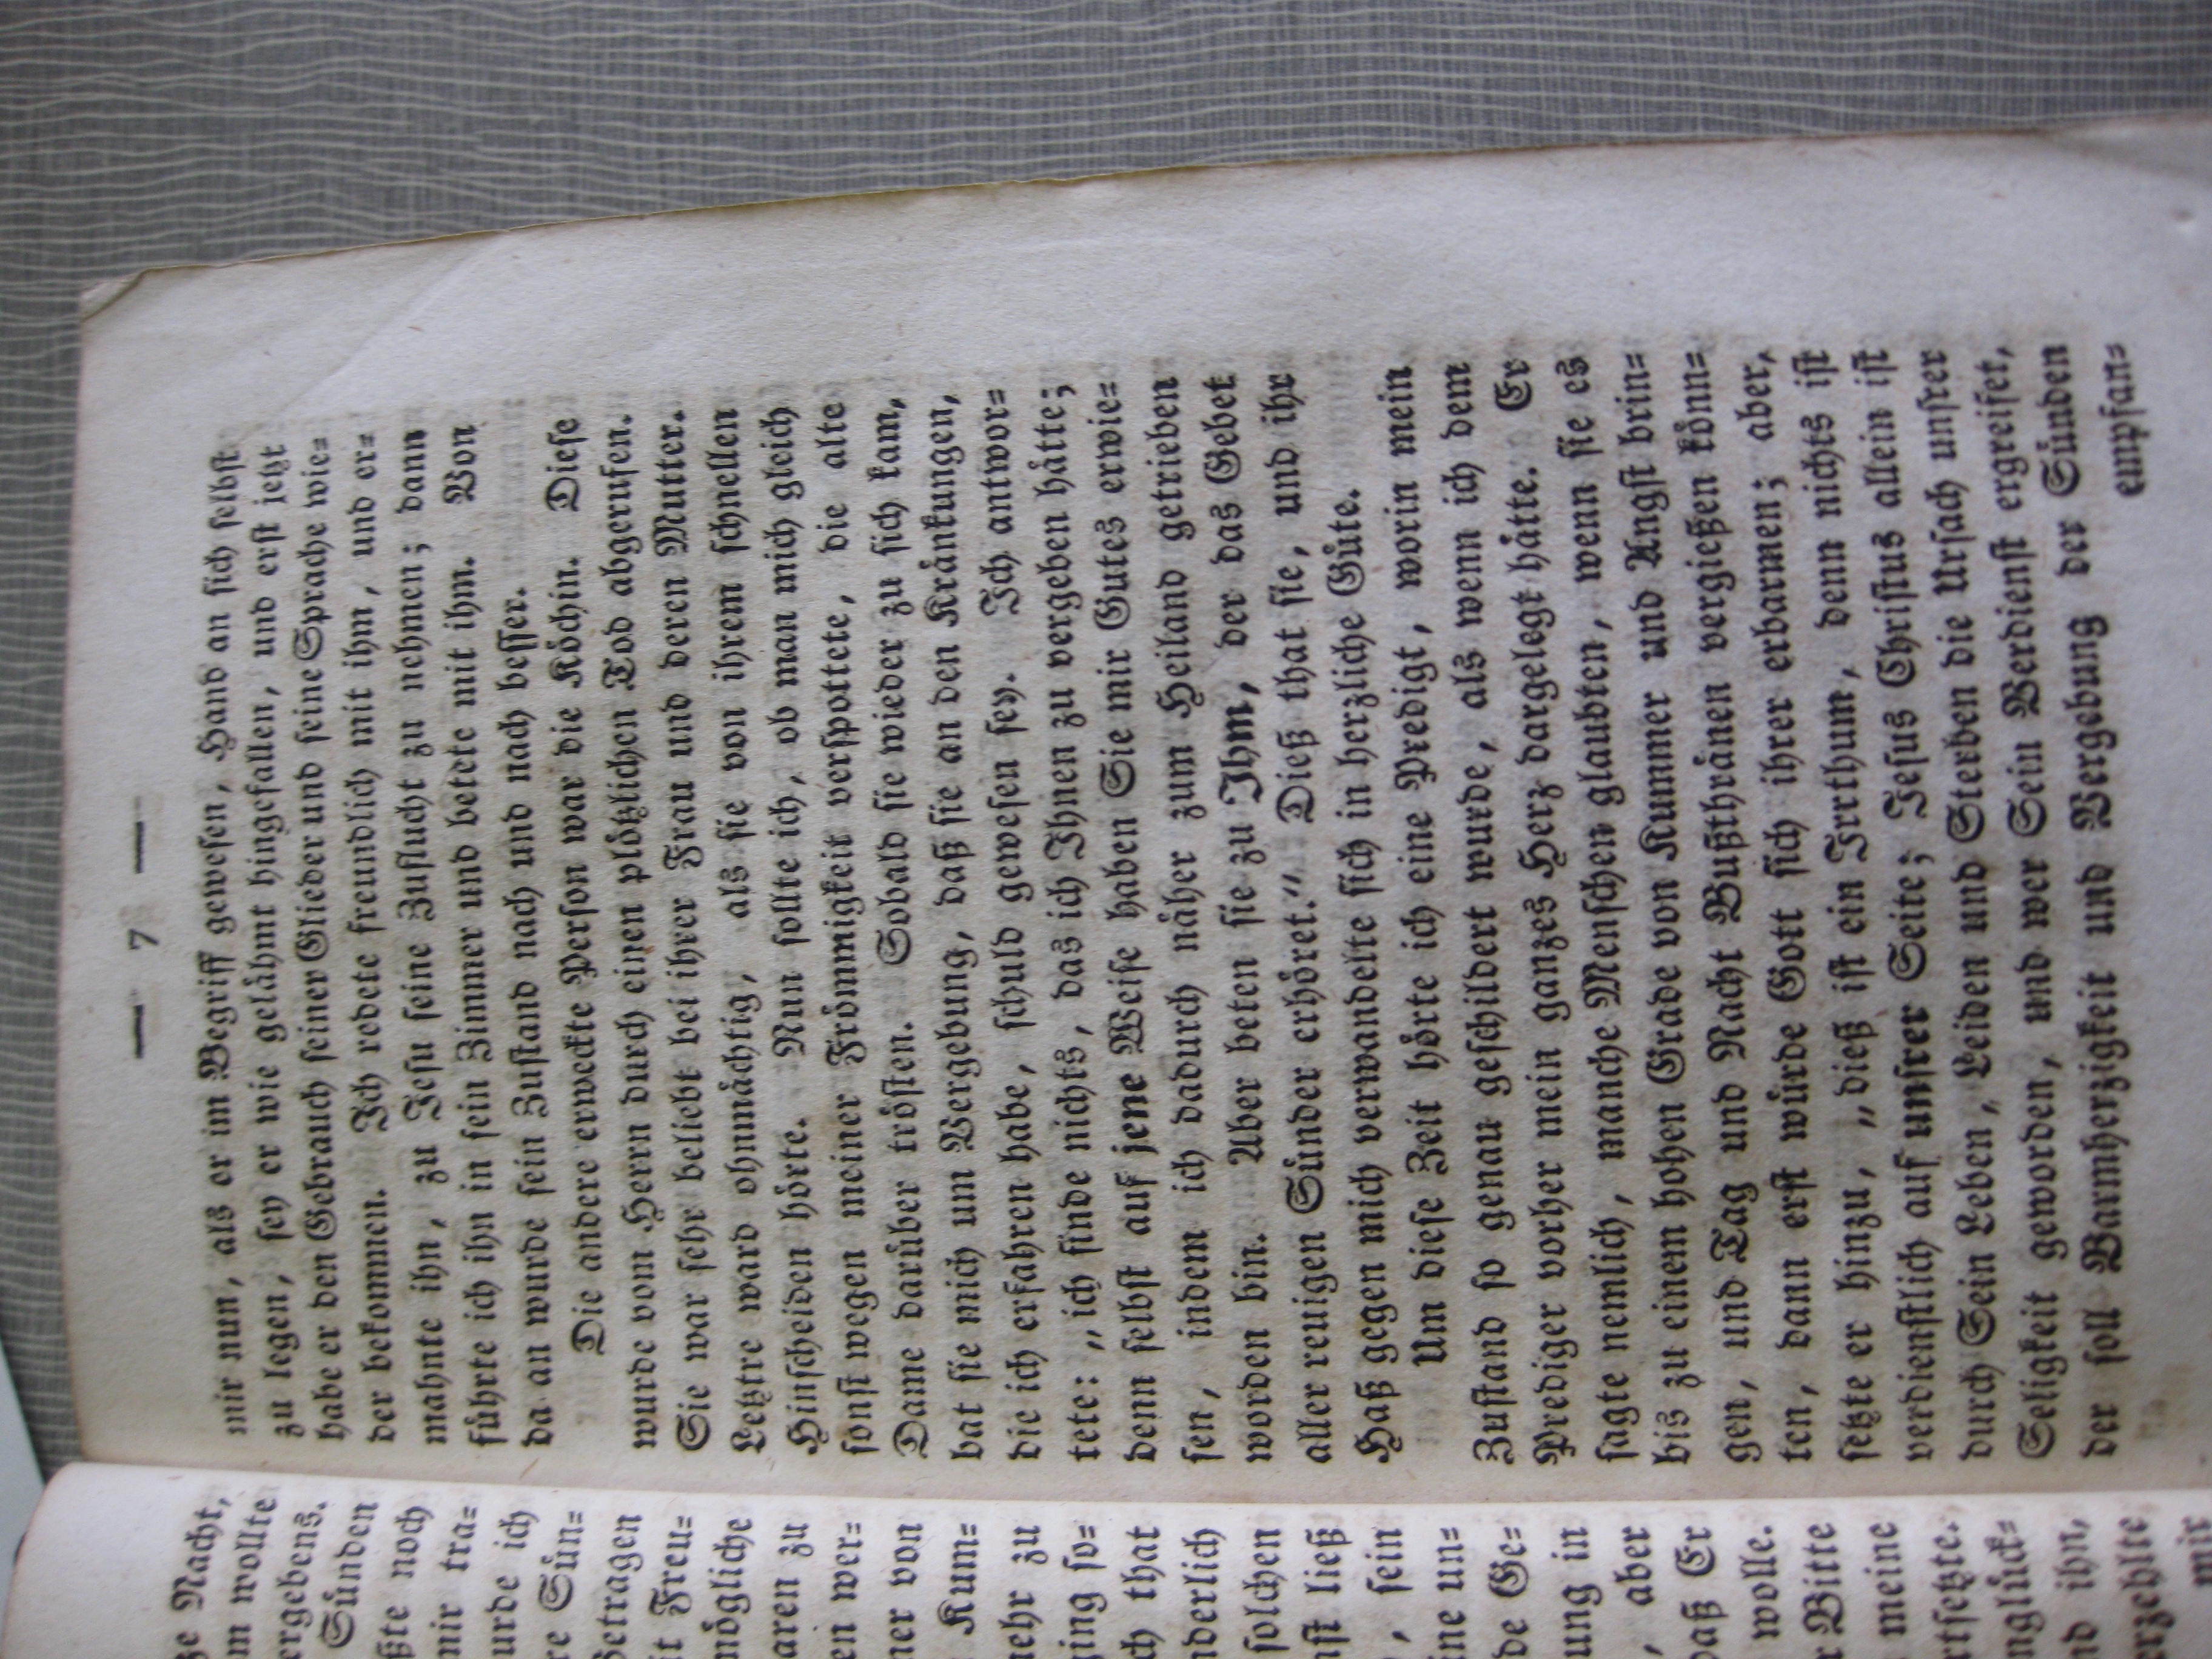 ze Nacht,
m wollte
ergebens.
Sünden
ßte noch
mir tra-
urde ich
re Sün-
Betragen
it Freu-
mögliche
aren zu
en wer-
ner von
Kum-
ehr zu
ging so-
ch that
nderlich
solchen
nst ließ
, sein
ine un-
de Ge-
ung in
, aber
daß Er
wolle.
r Bitte
meine
rtsetzte.
nglück-
nd ihn,
erzehlte
mir
— 7 —
mir nun, als er im Begriff gewesen, Hand an sich selbst
zu legen, sey er wie gelähmt hingefallen, und erst jetzt
habe er den Gebrauch seiner Glieder und seine Sprache wie-
der bekommen. Ich redete freundlich mit ihm, und er-
mahnte ihn, zu Jesu seine Zuflucht zu nehmen; dann
führte ich ihn in sein Zimmer und betete mit ihm. Von
da an wurde sein Zustand nach und nach besser.
Die andere erweckte Person war die Köchin. Diese
wurde vom Herrn durch einen plötzlichen Tod abgerufen.
Sie war sehr beliebt bei ihrer Frau und deren Mutter.
Letztre ward ohnmächtig, als sie von ihrem schnellen
Hinscheiden hörte. Nun sollte ich, ob man mich gleich
sonst wegen meiner Frömmigkeit verspottete, die alte
Dame darüber trösten. Sobald sie wieder zu sich kam,
bat sie mich um Vergebung, daß sie an den Kränkungen,
die ich erfahren habe, schuld gewesen sey. Ich antwor-
tete: „ich finde nichts, das ich Ihnen zu vergeben hätte;
denn selbst auf jene Weise haben Sie mir Gutes erwie-
sen, indem ich dadurch näher zum Heiland getrieben
worden bin. Aber beten sie zu Ihm, der das Gebet
aller reuigen Sünder erhöret.“ Dieß that sie, und ihr
Haß gegen mich verwandelte sich in herzliche Güte.
Um diese Zeit hörte ich eine Predigt, worin mein
Zustand so genau geschildert wurde, als wenn ich dem
Prediger vorher mein ganzes Herz dargelegt hätte. Er
sagte nemlich, manche Menschen glaubten, wenn sie es
bis zu einem hohen Grade von Kummer und Angst brin-
gen, und Tag und Nacht Bußthränen vergießen könn-
ten, dann erst würde Gott sich ihrer erbarmen; aber,
setzte er hinzu, „dieß ist ein Irrthum, denn nichts ist
verdienstlich auf unsrer Seite; Jesus Christus allein ist
durch Sein Leben, Leiden und Sterben die Ursach unsrer
Seligkeit geworden, und wer Sein Verdienst ergreifet,
der soll Barmherzigkeit und Vergebung der Sünden
empfan-